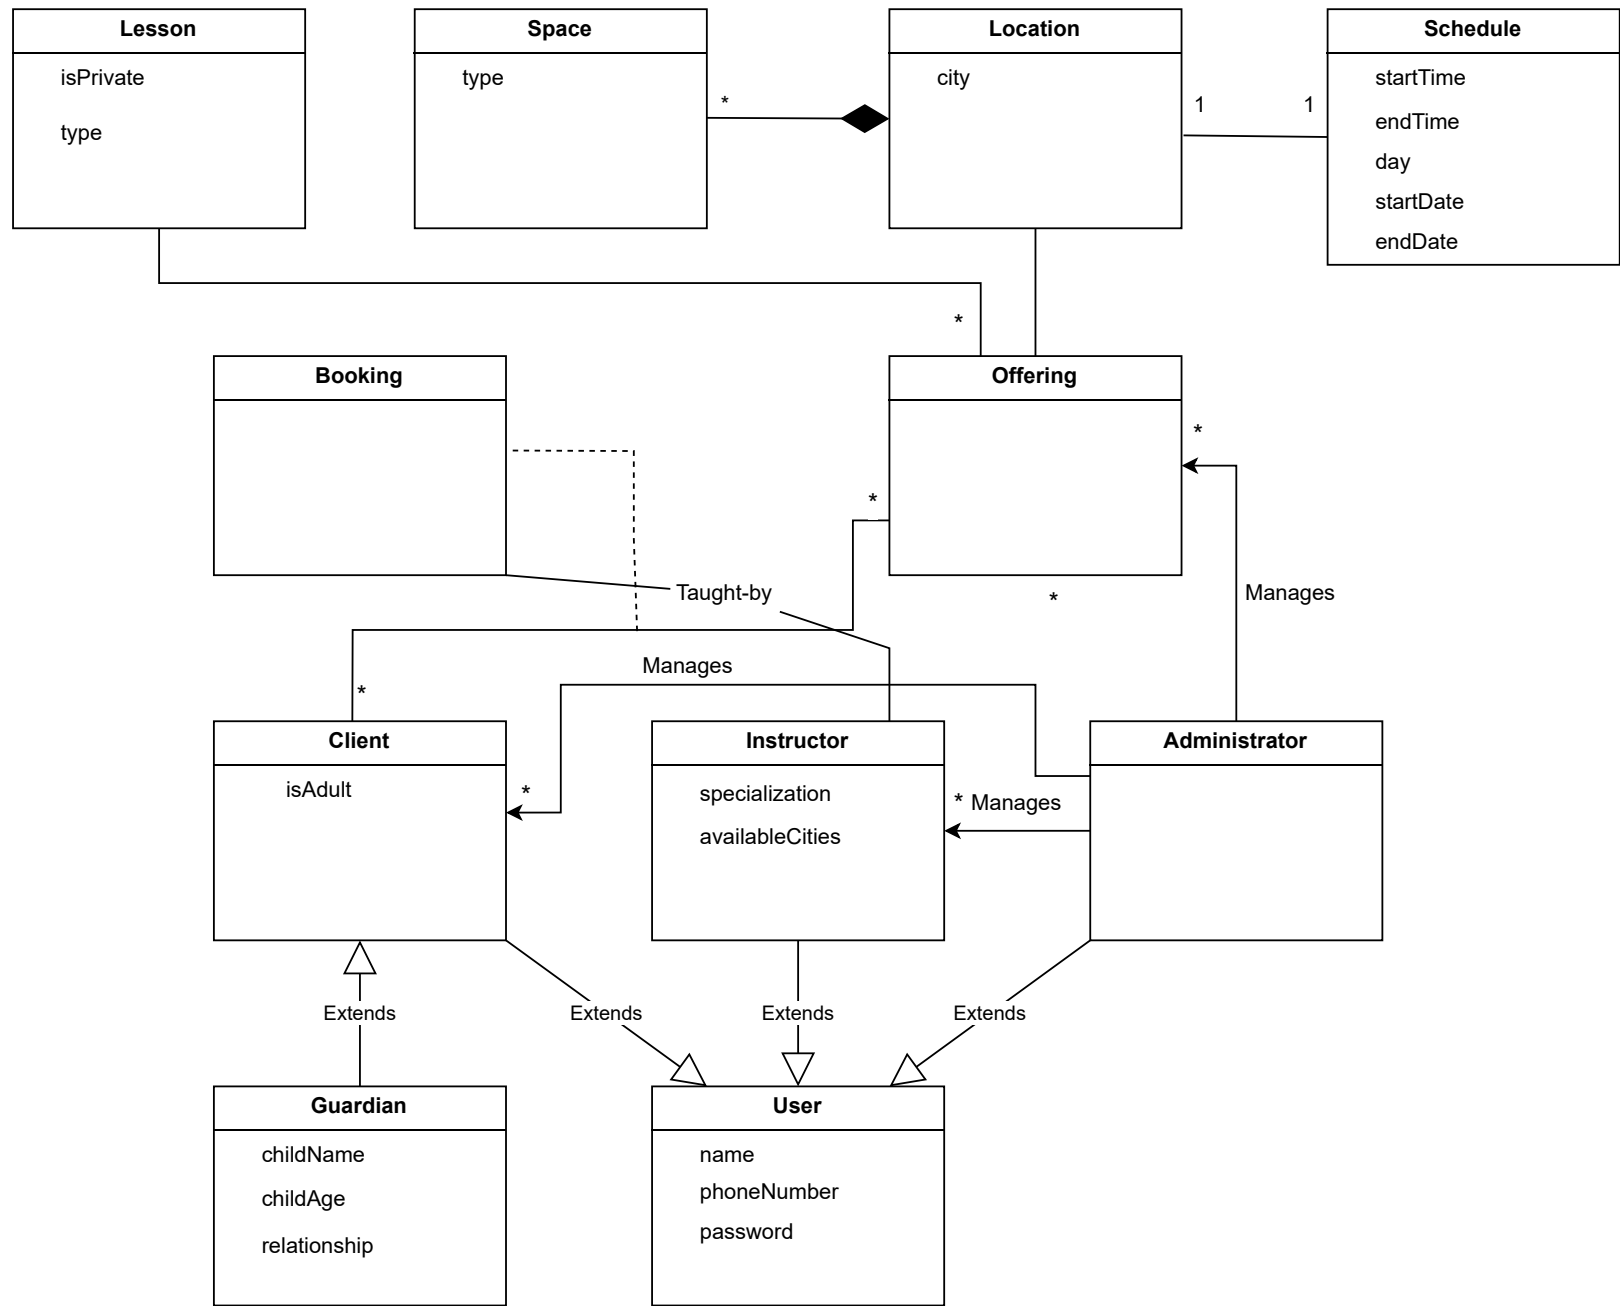 Lesson
isPrivate
type
Space
type
*
Location
city
1
1
Schedule
startTime
endTime
day
startDate
endDate
*
Booking
Offering
*
*
Taught-by
*
Manages
Manages
*
Client
isAdult
*
Instructor
specialization
availableCities
* Manages
Administrator
Extends
Extends
Extends
Extends
Guardian
childName
childAge
relationship
User
name
phoneNumber
password